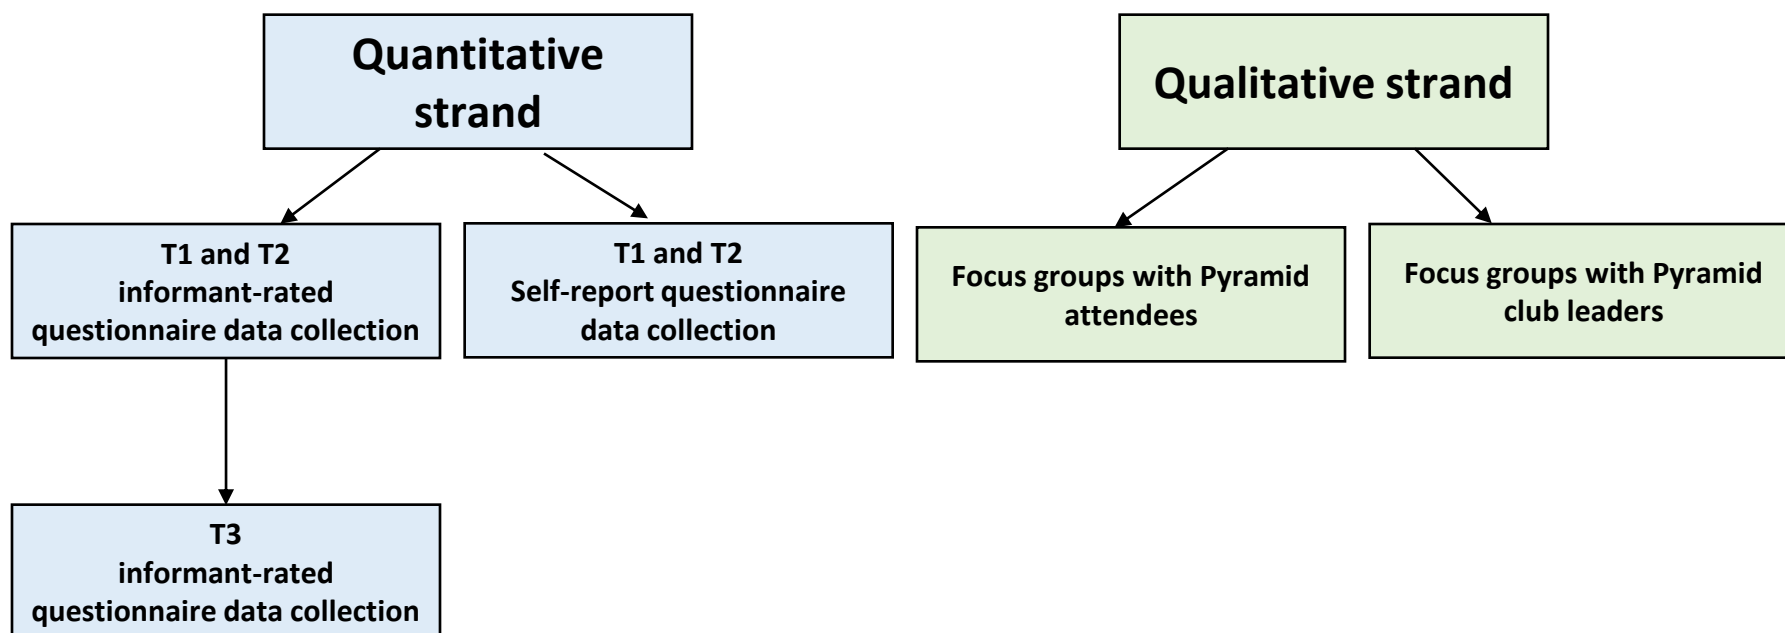 Quantitative
strand
Qualitative strand
T1 and T2
informant-rated
questionnaire data collection
T1 and T2
Self-report questionnaire
data collection
Focus groups with Pyramid
attendees
Focus groups with Pyramid
club leaders
T3
informant-rated
questionnaire data collection